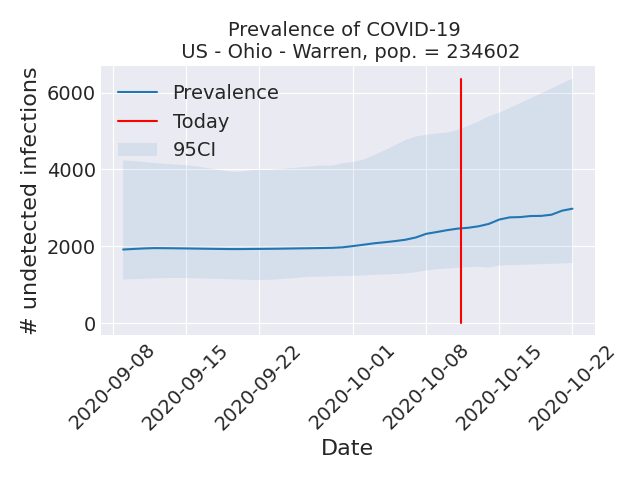 Prevalence of COVID-19
US - Ohio - Warren, pop. = 234602
# undetected infections
6000
4000
2000
0
Prevalence
Today
95CI
2020-09-08
2020-09-15
2020-09-22
2020-10-01
2020-10-08
2020-10-15
2020-10-22
Date